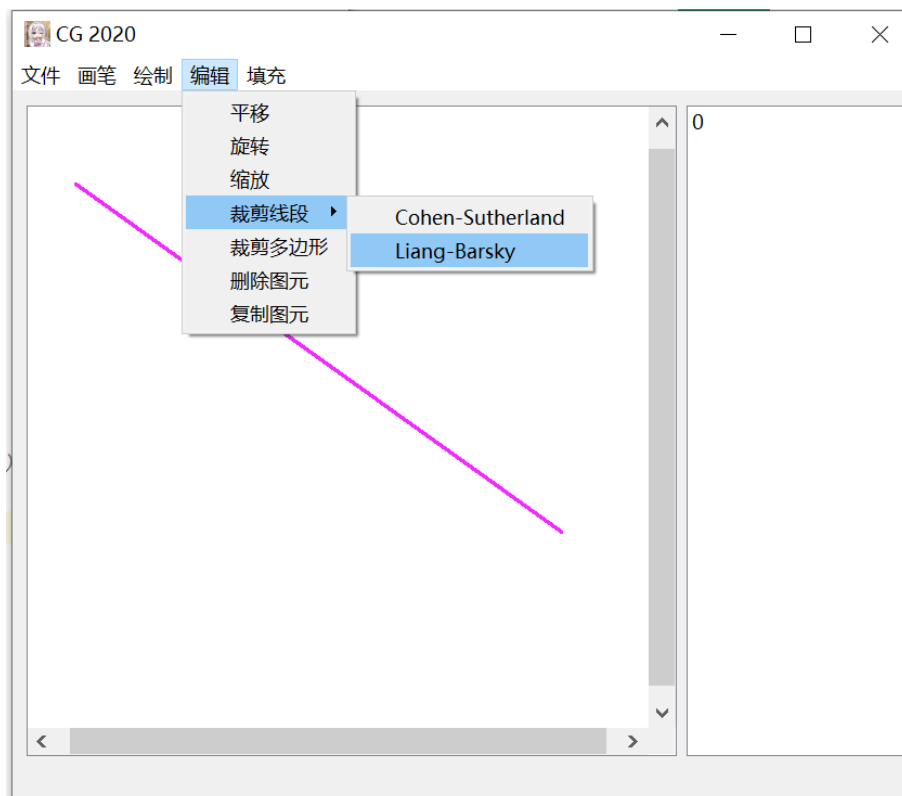 CG 2020
文件 画笔 绘制 编辑 填充
0
平移
旋转
缩放
裁剪线段
Cohen-Sutherland
Liang-Barsky
裁剪多边形
删除图元
复制图元